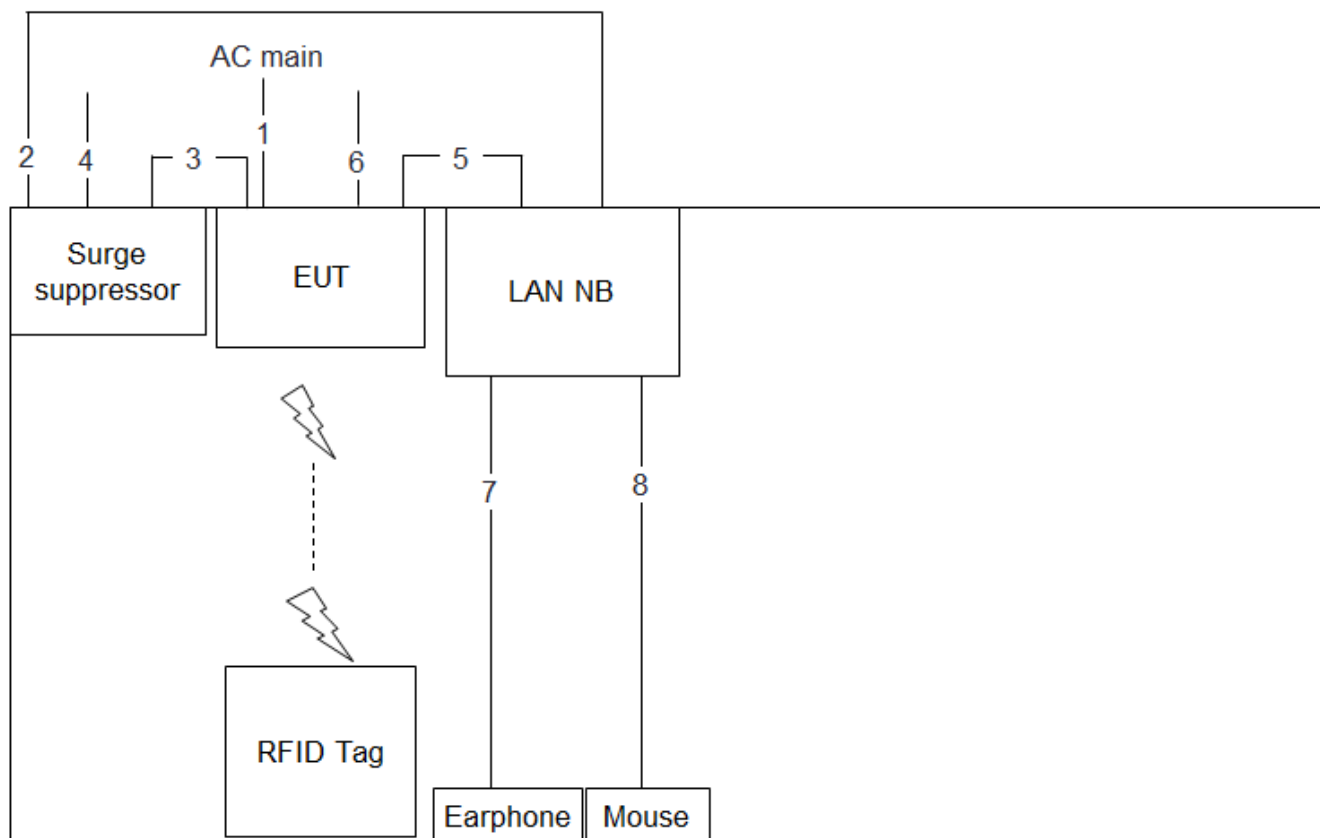 AC main
1
2
4
3
6
5
Surge
suppressor
EUT
LAN NB
7
8
RFID Tag
Earphone
Mouse